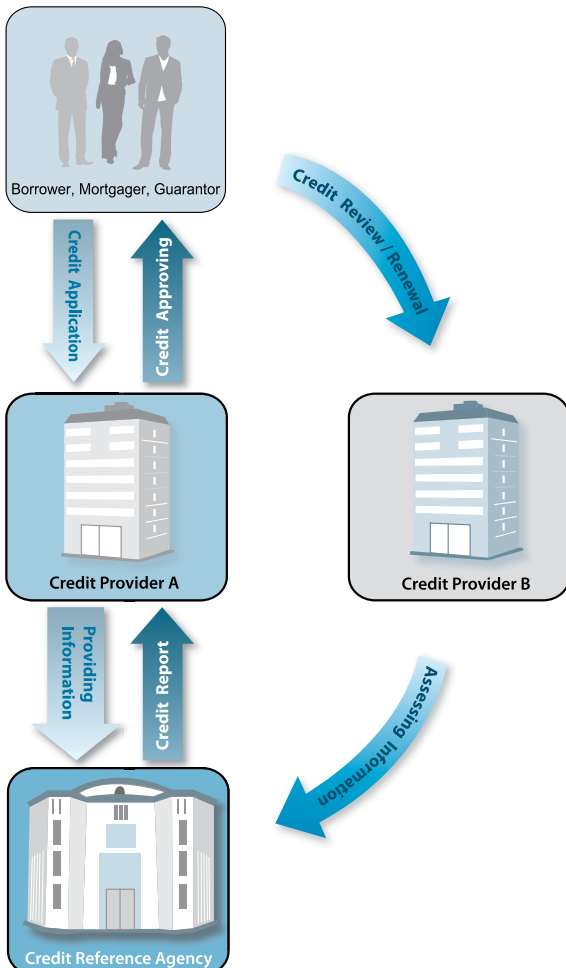 Borrower, Mortgager, Guarantor
Credit Review / Renewal
Credit Application
Credit Approving
Credit Provider A
Credit Provider B
Providing
Information
Credit Report
Assessing Information
Credit Reference Agency